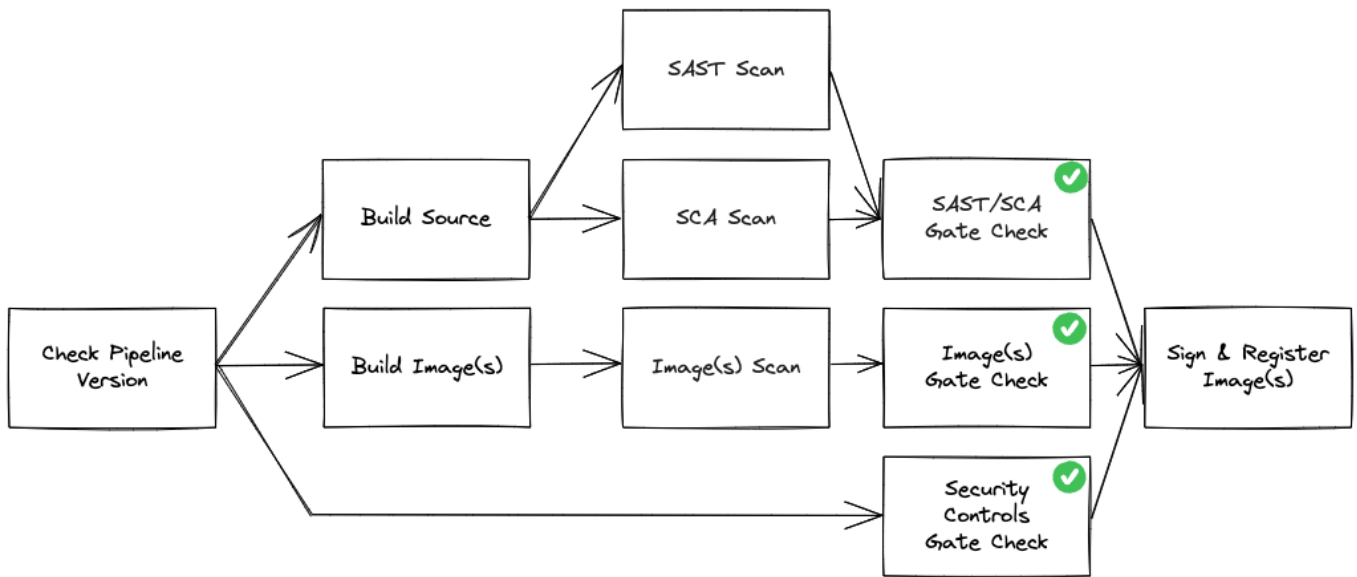 SAST Scan
Build Source
SCA Scan
SAST/SCA
Gate Check
Check Pipeline
Version
Build Image(s)
Image(s) Scan
Image(s)
Gate Check
Sign & Register
Image(s)
Security
Controls
Gate Check